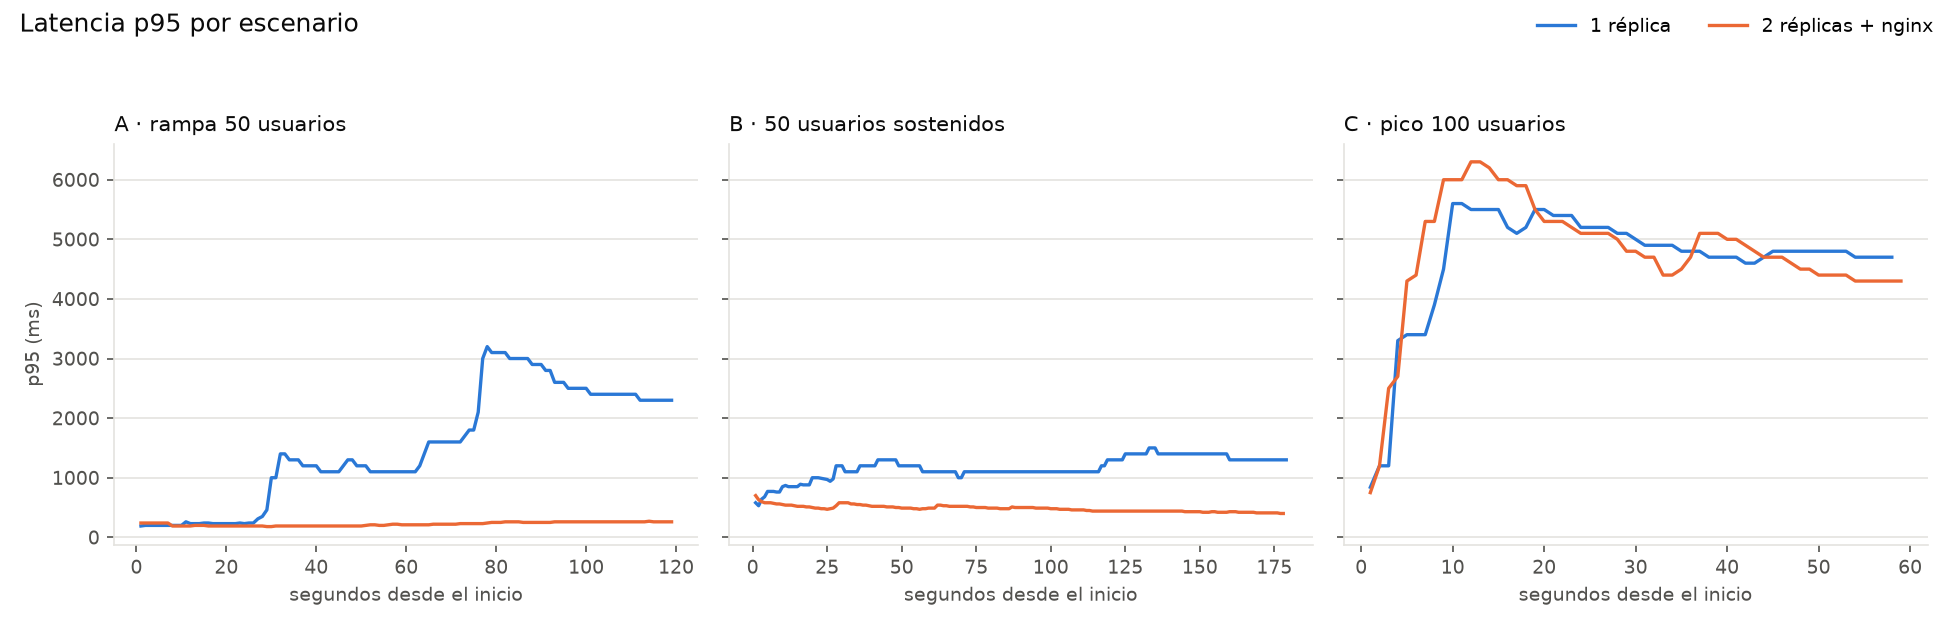 Latencia p95 por escenario
1 réplica
2 réplicas + nginx
A · rampa 50 usuarios
B · 50 usuarios sostenidos
C · pico 100 usuarios
p95 (ms)
6000
5000
4000
3000
2000
1000
0
0 20 40 60 80 100 120
0 25 50 75 100 125 150 175
0 10 20 30 40 50 60
segundos desde el inicio
segundos desde el inicio
segundos desde el inicio